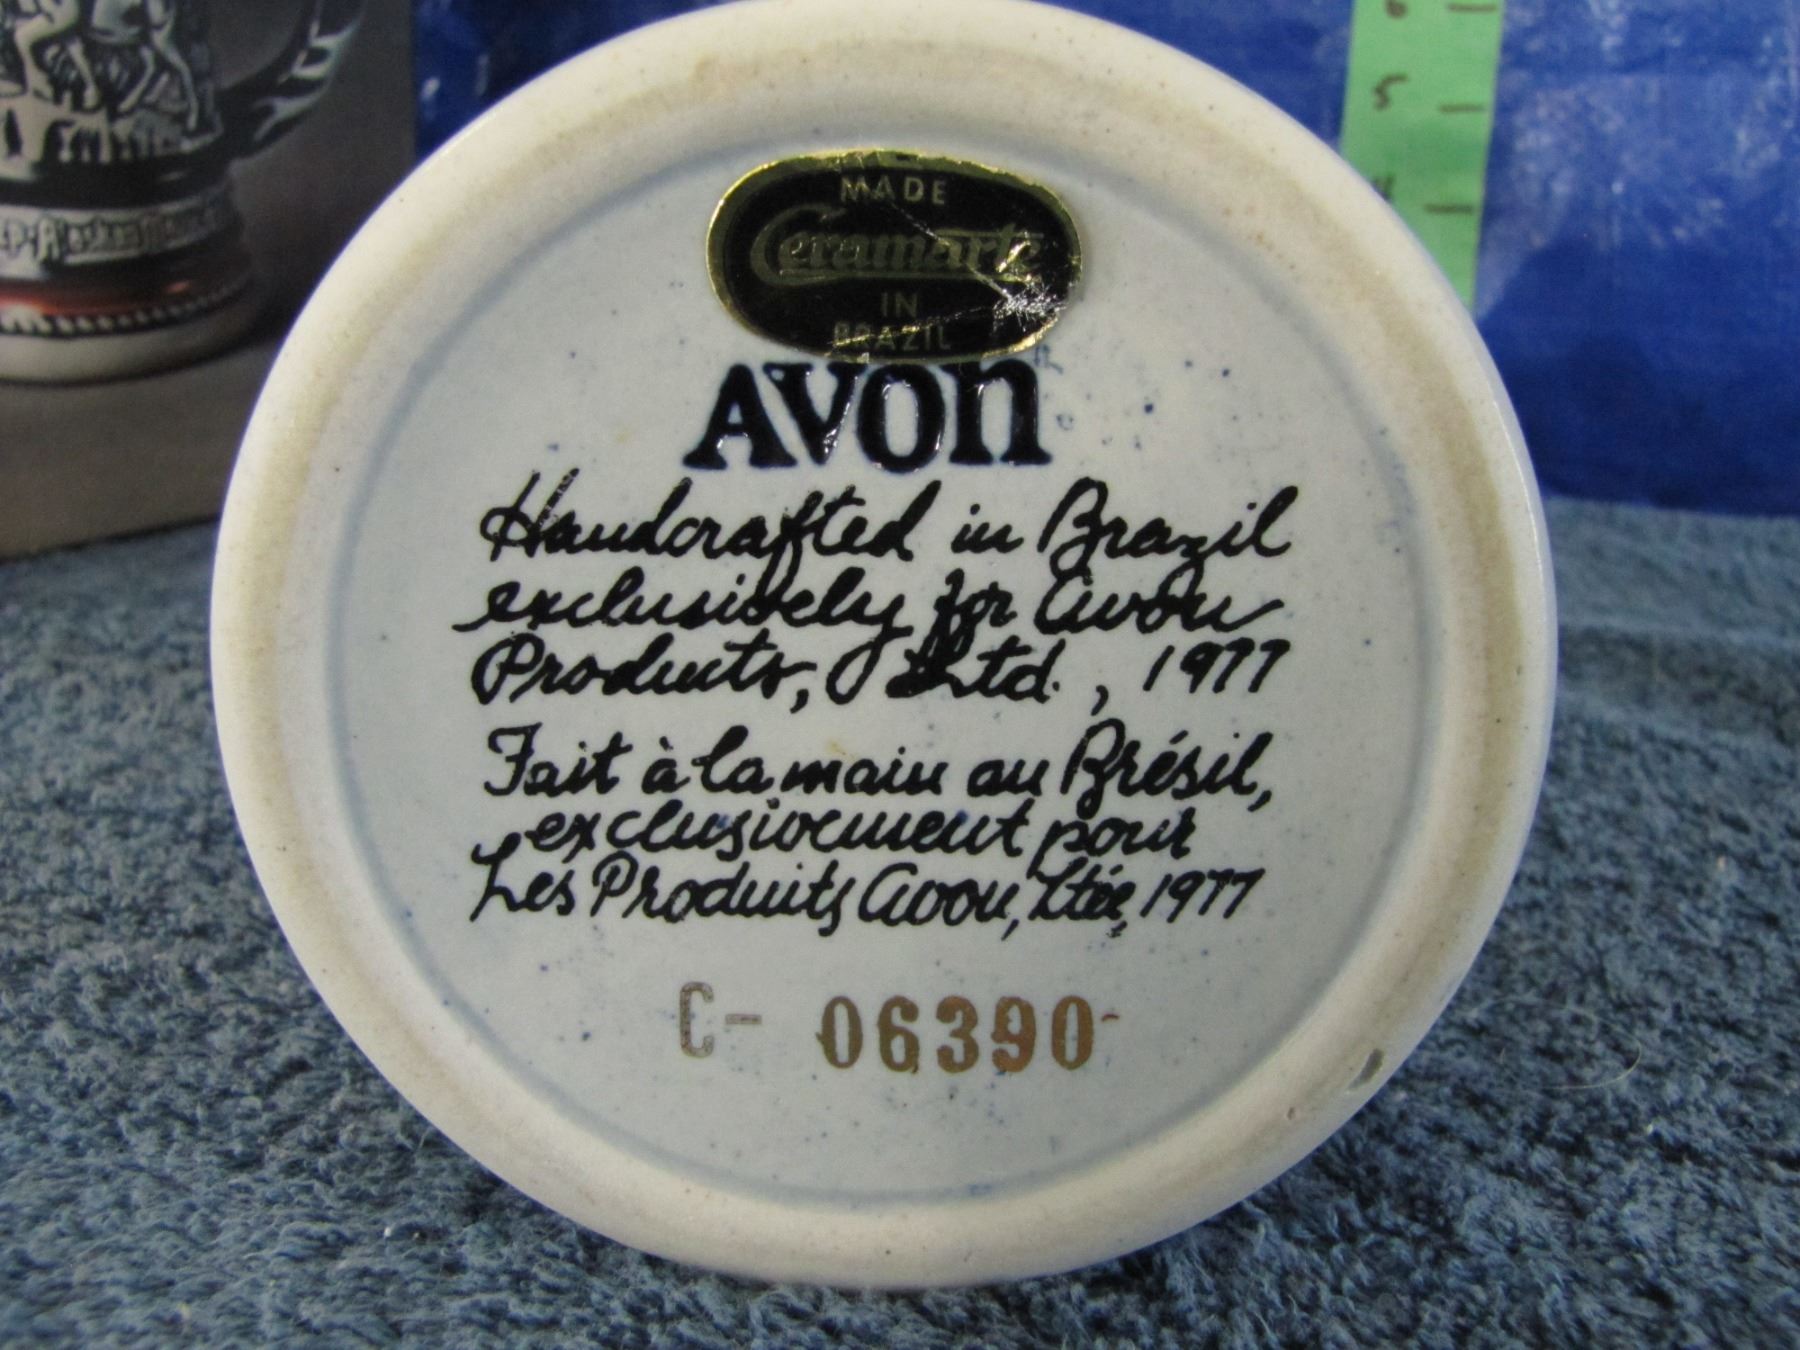 MADE
Ceramarte
IN
BRAZIL
AVON
Handcrafted in Brazil
exclusively for Avon
Products, Ltd., 1977
Fait à la main au Brésil,
exclusivement pour
Les Produits Avon, Ltée, 1977
C- 06390
5